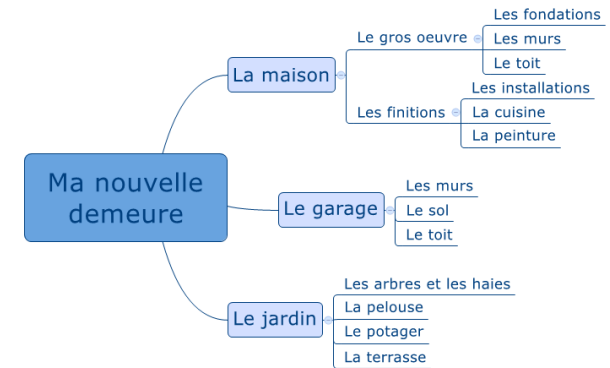 Ma nouvelle
demeure
La maison
Le gros oeuvre
Les fondations
Les murs
Le toit
Les finitions
Les installations
La cuisine
La peinture
Le garage
Les murs
Le sol
Le toit
Le jardin
Les arbres et les haies
La pelouse
Le potager
La terrasse